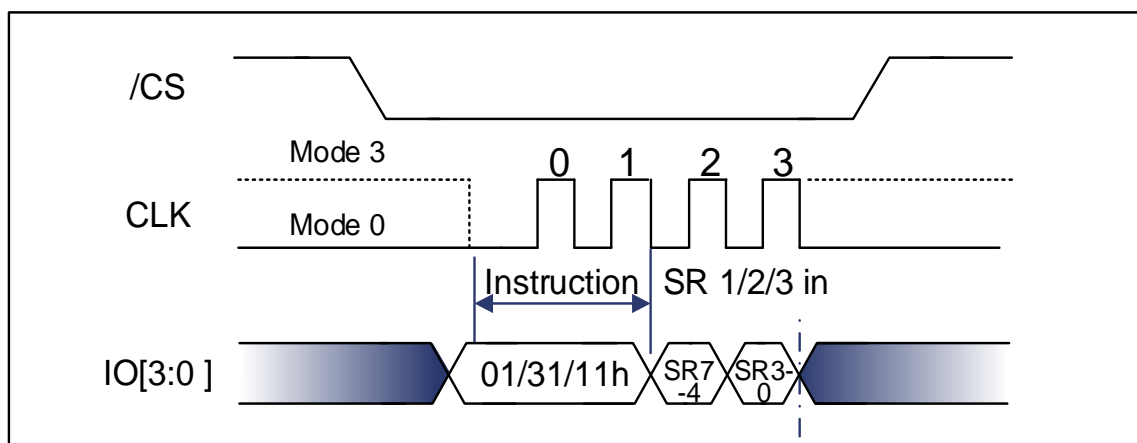 /CS
Mode 3
0 1 2 3
CLK
Mode 0
Instruction SR 1/2/3 in
IO[3:0 ]
01/31/11h
SR7
-4
SR3-
0